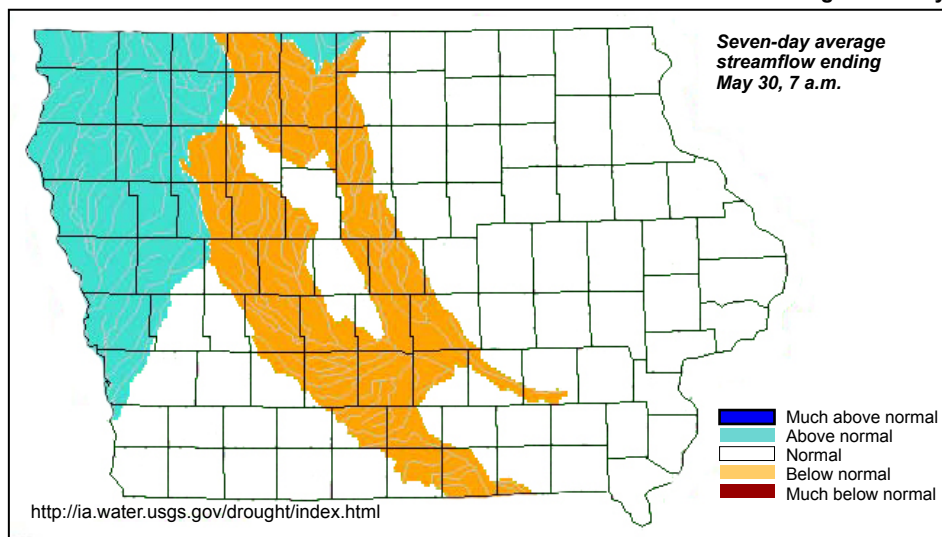 Seven-day average
streamflow ending
May 30, 7 a.m.
Much above normal
Above normal
Normal
Below normal
Much below normal
http://ia.water.usgs.gov/drought/index.html